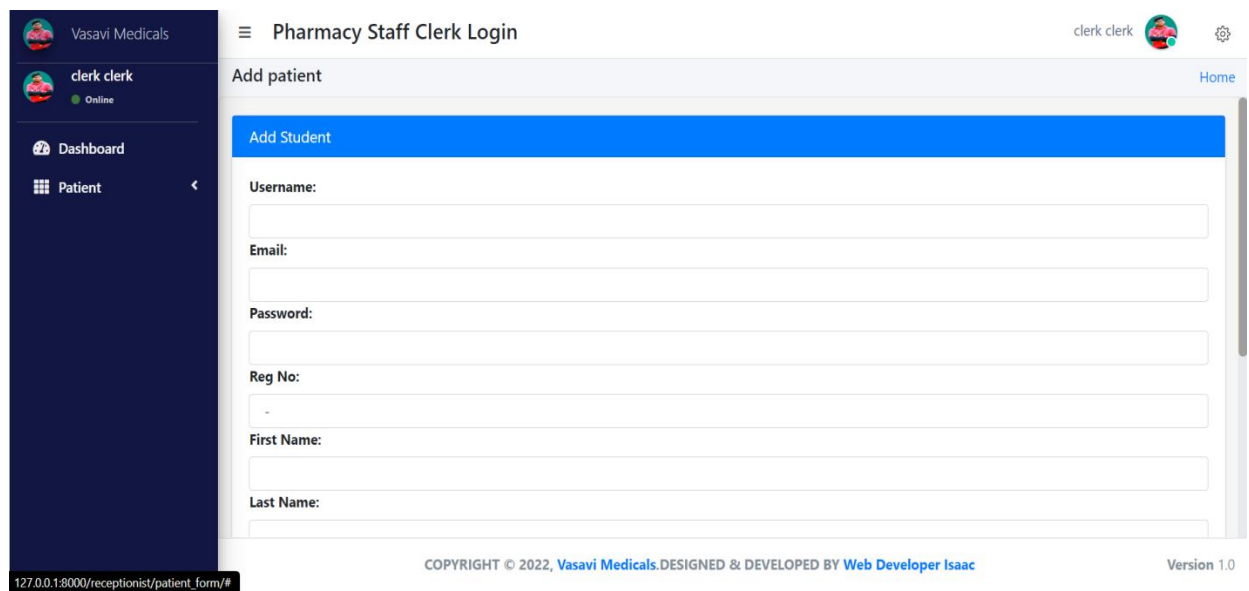 Vasavi Medicals
clerk clerk
Online
Dashboard
Patient
Pharmacy Staff Clerk Login
clerk clerk
Add patient
Home
Add Student
Username:
Email:
Password:
Reg No:
-
First Name:
Last Name:
COPYRIGHT © 2022, Vasavi Medicals.DESIGNED & DEVELOPED BY Web Developer Isaac
Version 1.0
127.0.0.1:8000/receptionist/patient_form/#